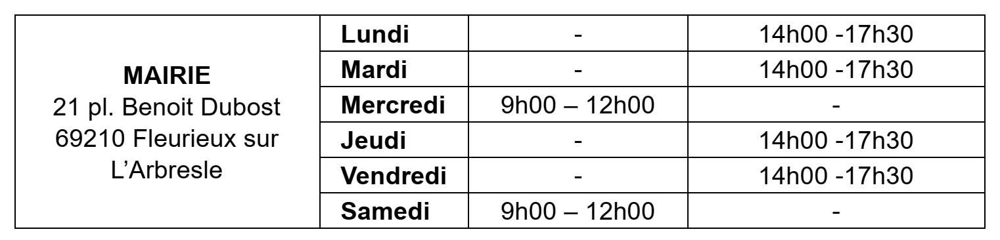 MAIRIE
21 pl. Benoit Dubost
69210 Fleurieux sur
L’Arbresle
Lundi - 14h00 -17h30
Mardi - 14h00 -17h30
Mercredi 9h00 – 12h00 -
Jeudi - 14h00 -17h30
Vendredi - 14h00 -17h30
Samedi 9h00 – 12h00 -